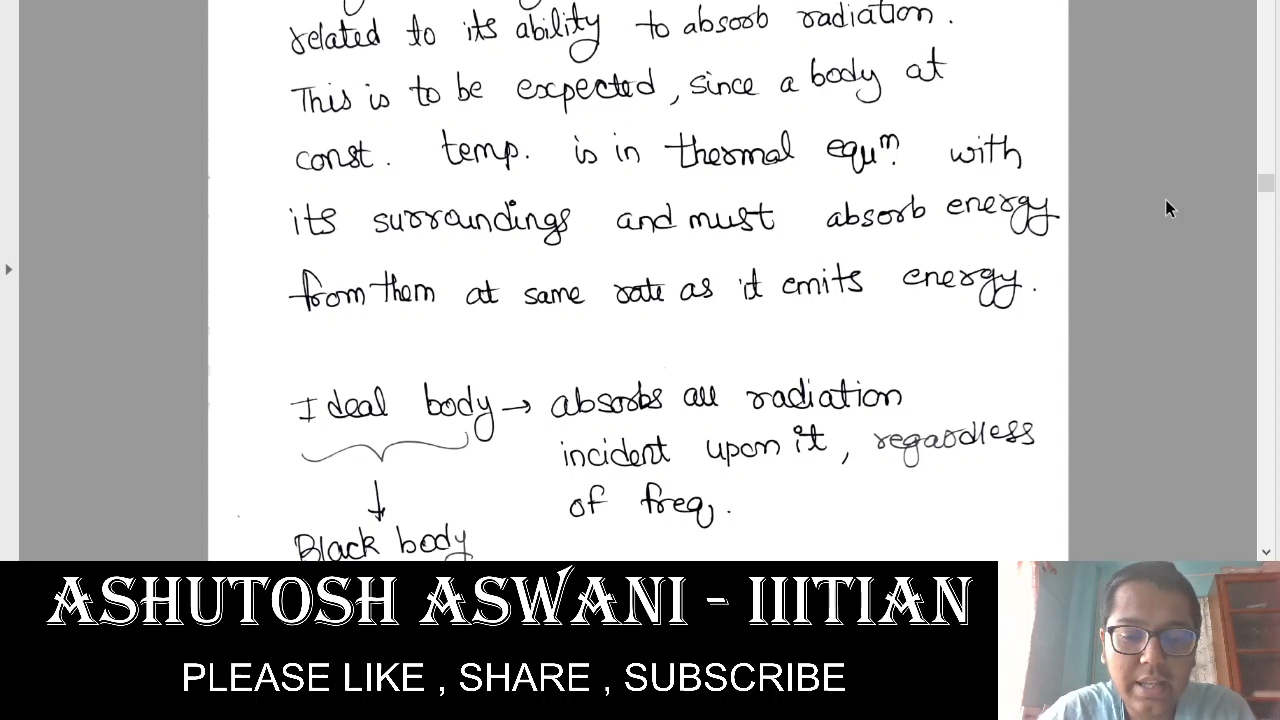 related to its ability to absorb radiation.
This is to be expected, since a body at
const. temp. is in thermal equm. with
its surroundings and must absorb energy
from them at same rate as it emits energy.
Ideal body → absorbs all radiation
incident upon it, regardless
of freq.
↓
Black body
ASHUTOSH ASWANI - IIITIAN
PLEASE LIKE , SHARE , SUBSCRIBE